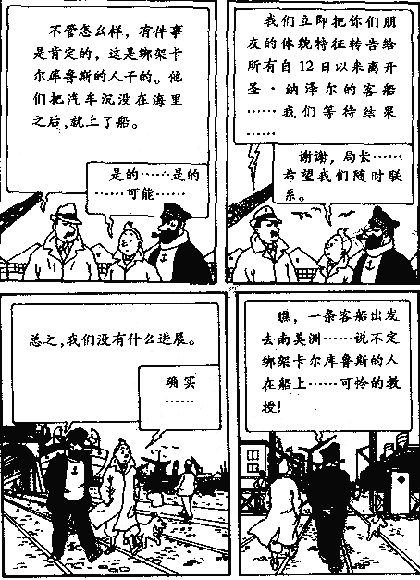 不管怎么样，有件事
是肯定的，这是绑架卡
尔库鲁斯的人干的。他
们把汽车沉没在海里
之后,就上了船。
是的……是的
……可能……
我们立即把你们朋
友的体貌特征转告给
所有自12日以来离开
圣·纳泽尔的客船
……我们等待结果
……
谢谢，局长……
希望我们随时联
系。
总之,我们没有什么进展。
确实
……
瞧，一条客船出发
去南美洲……说不定
绑架卡尔库鲁斯的人
在船上……可怜的教
授!